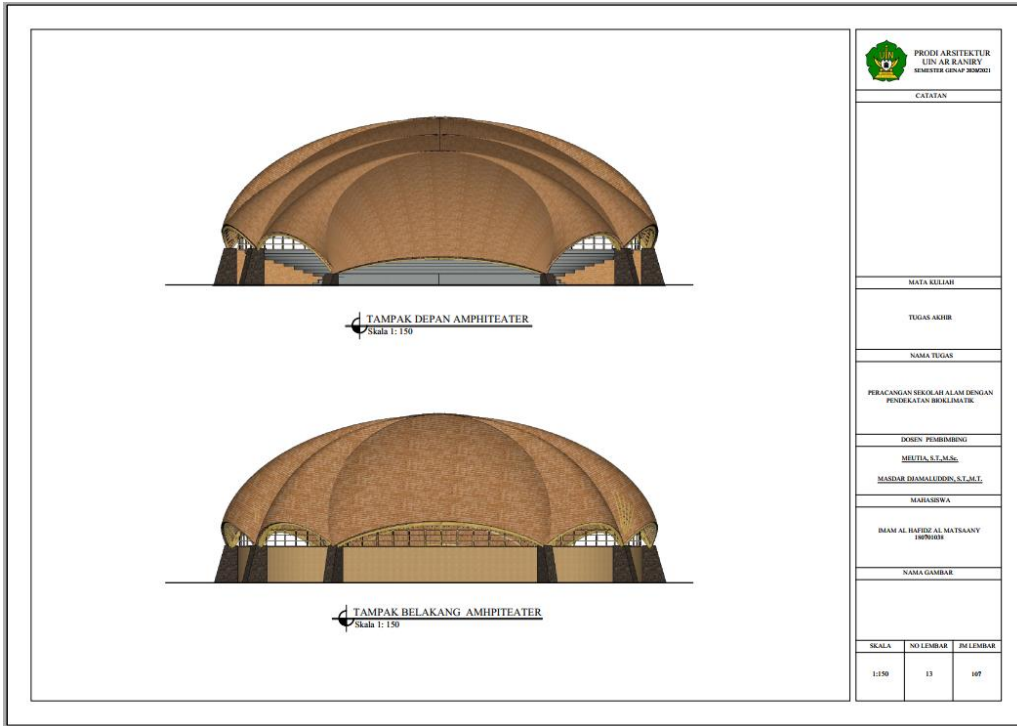 TAMPAK DEPAN AMPHITEATER
Skala 1: 150
TAMPAK BELAKANG AMHPITEATER
Skala 1: 150
UIN
PRODI ARSITEKTUR
UIN AR RANIRY
SEMESTER GENAP 2020/2021
CATATAN
MATA KULIAH
TUGAS AKHIR
NAMA TUGAS
PERACANGAN SEKOLAH ALAM DENGAN
PENDEKATAN BIOKLIMATIK
DOSEN PEMBIMBING
MEUTIA, S.T.,M.Sc.
MASDAR DJAMALUDDIN, S.T.,M.T.
MAHASISWA
IMAM AL HAFIDZ AL MATSAANY
180701038
NAMA GAMBAR
SKALA NO LEMBAR JM LEMBAR
1:150 13 107